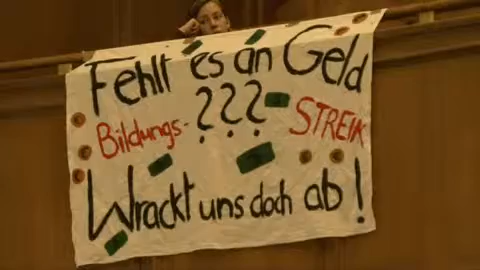 Fehlt es an Geld
Bildungs- ??? STREIK
Wrackt uns doch ab!